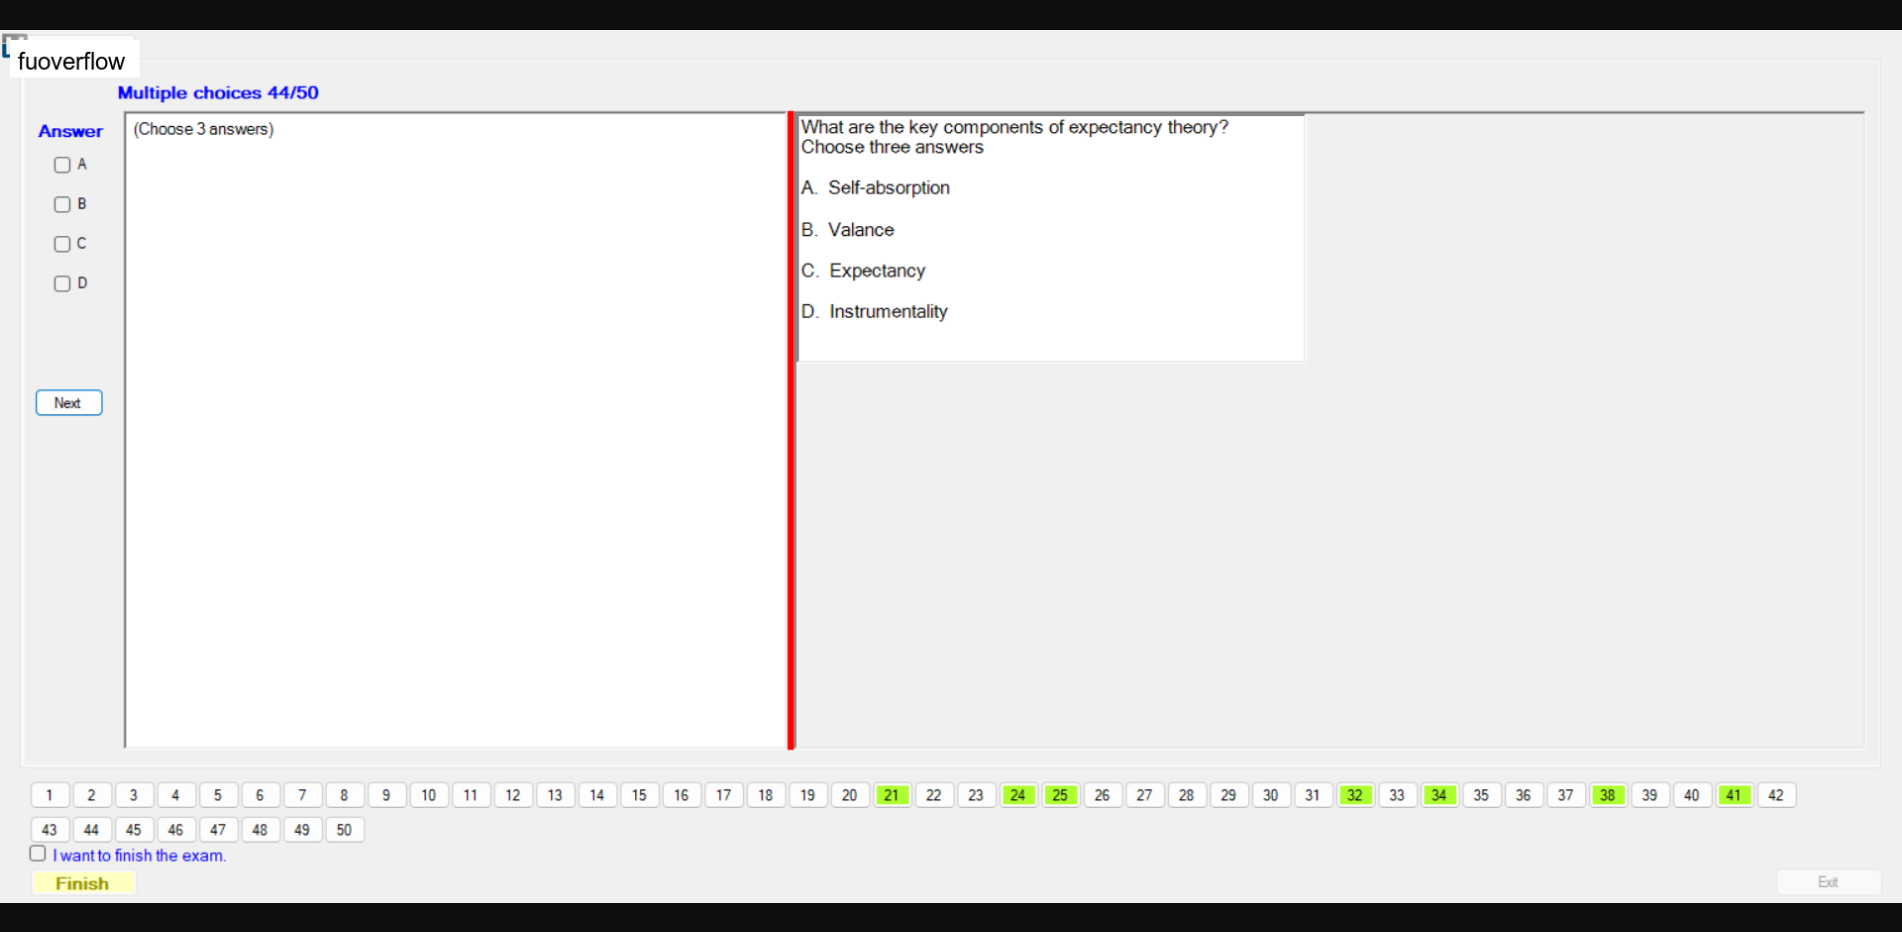 fuoverflow
Multiple choices 44/50
Answer
A
B
C
D
Next
(Choose 3 answers)
What are the key components of expectancy theory?
Choose three answers
A. Self-absorption
B. Valance
C. Expectancy
D. Instrumentality
1 2 3 4 5 6 7 8 9 10 11 12 13 14 15 16 17 18 19 20 21 22 23 24 25 26 27 28 29 30 31 32 33 34 35 36 37 38 39 40 41 42
43 44 45 46 47 48 49 50
I want to finish the exam.
Finish
Exit